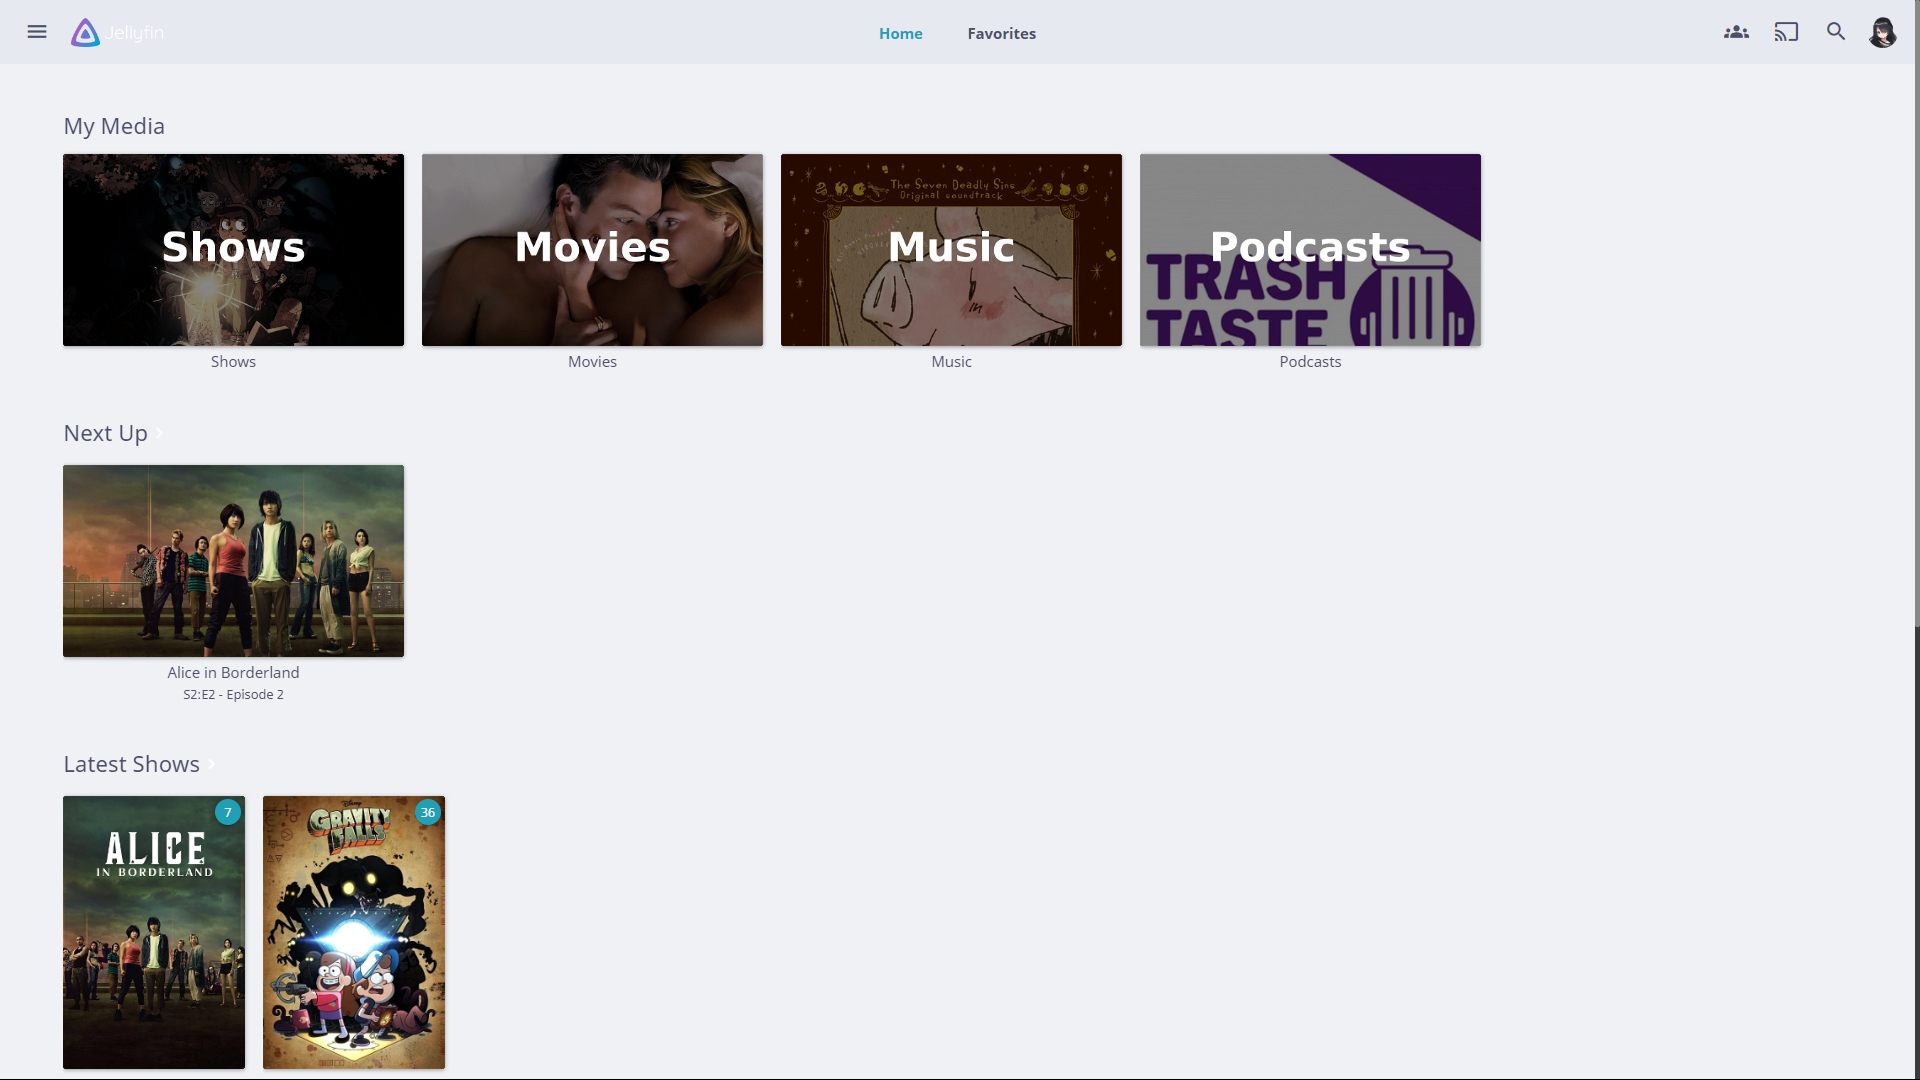 Jellyfin
Home
Favorites
My Media
Shows
Movies
The Seven Deadly Sins
Original soundtrack
Music
TRASH
TASTE
Podcasts
Shows
Movies
Music
Podcasts
Next Up
Alice in Borderland
S2:E2 - Episode 2
Latest Shows
7
ALICE
IN BORDERLAND
36
Disney
GRAVITY
FALLS